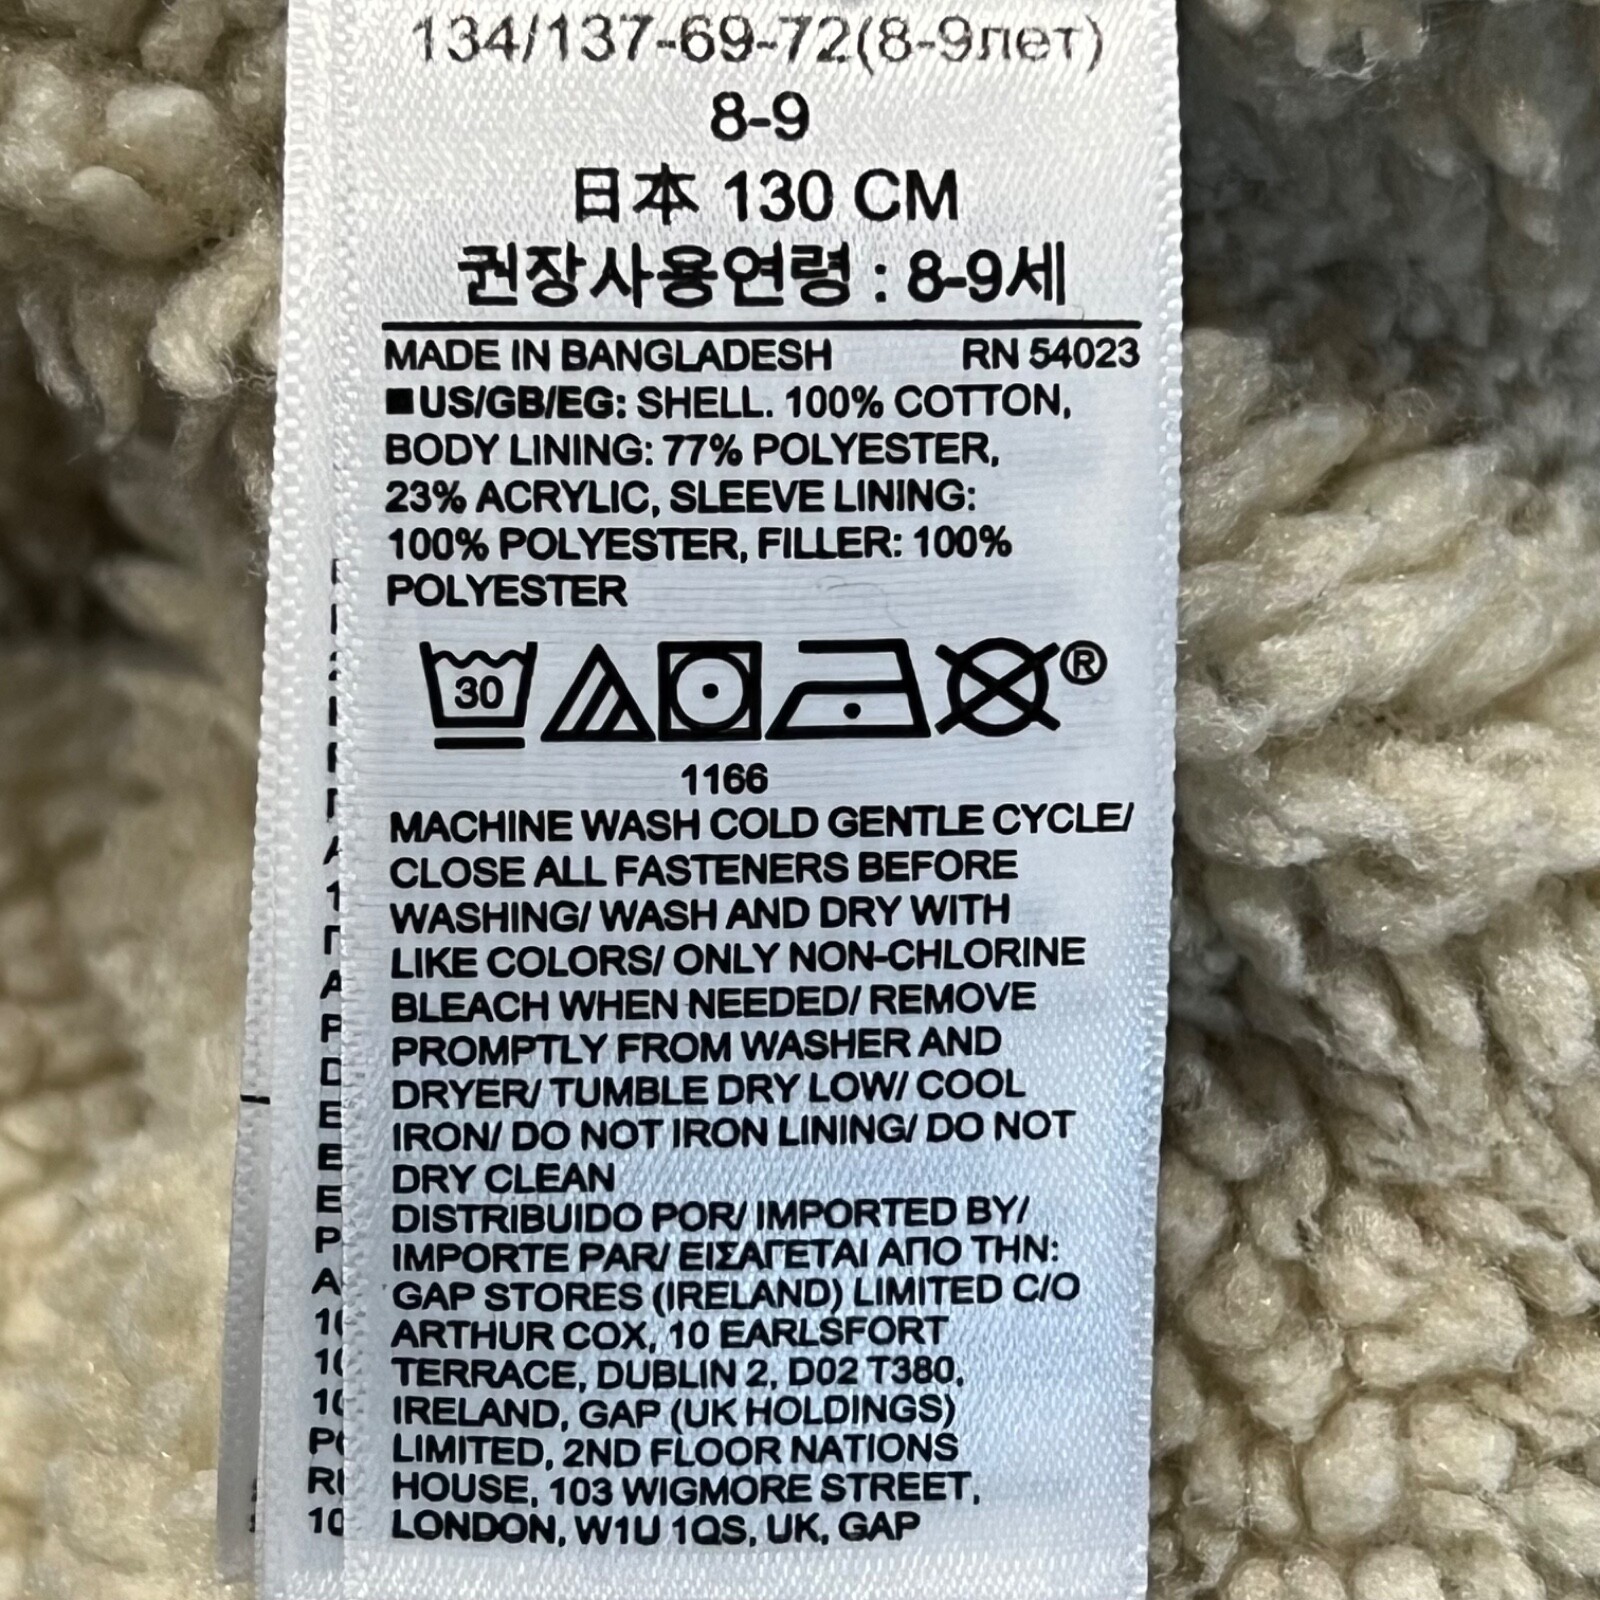 134/137-69-72(8-9лет)
8-9
日本 130 CM
권장사용연령 : 8-9세
MADE IN BANGLADESH RN 54023
■US/GB/EG: SHELL. 100% COTTON,
BODY LINING: 77% POLYESTER,
23% ACRYLIC, SLEEVE LINING:
100% POLYESTER, FILLER: 100%
POLYESTER
30 ®
1166
MACHINE WASH COLD GENTLE CYCLE/
CLOSE ALL FASTENERS BEFORE
WASHING/ WASH AND DRY WITH
LIKE COLORS/ ONLY NON-CHLORINE
BLEACH WHEN NEEDED/ REMOVE
PROMPTLY FROM WASHER AND
DRYER/ TUMBLE DRY LOW/ COOL
IRON/ DO NOT IRON LINING/ DO NOT
DRY CLEAN
DISTRIBUIDO POR/ IMPORTED BY/
IMPORTE PAR/ ΕΙΣΑΓΕΤΑΙ ΑΠΟ ΤΗΝ:
GAP STORES (IRELAND) LIMITED C/O
ARTHUR COX, 10 EARLSFORT
TERRACE, DUBLIN 2, D02 T380,
IRELAND, GAP (UK HOLDINGS)
LIMITED, 2ND FLOOR NATIONS
HOUSE, 103 WIGMORE STREET,
LONDON, W1U 1QS, UK, GAP